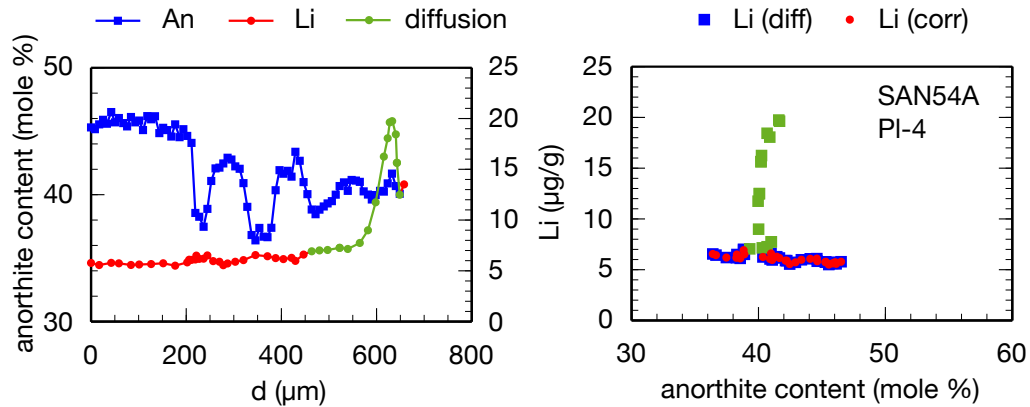 An Li diffusion
Li (diff) Li (corr)
anorthite content (mole %)
50
40
30
25
20
15
10
5
0
0 200 400 600 800
d (µm)
Li (µg/g)
25
20
15
10
5
0
SAN54A
PI-4
30 40 50 60
anorthite content (mole %)